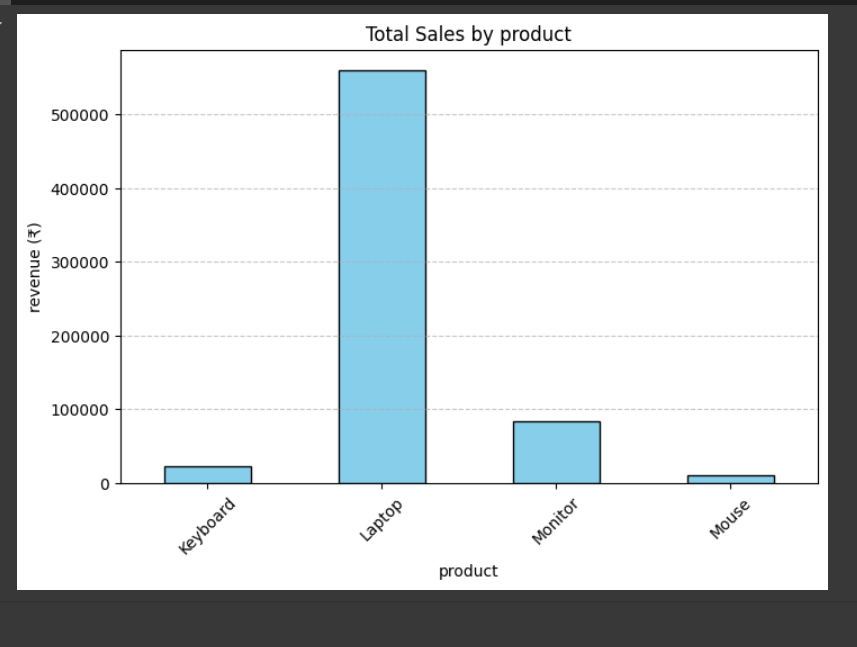 Total Sales by product
revenue (₹)
500000
400000
300000
200000
100000
0
Keyboard
Laptop
Monitor
Mouse
product